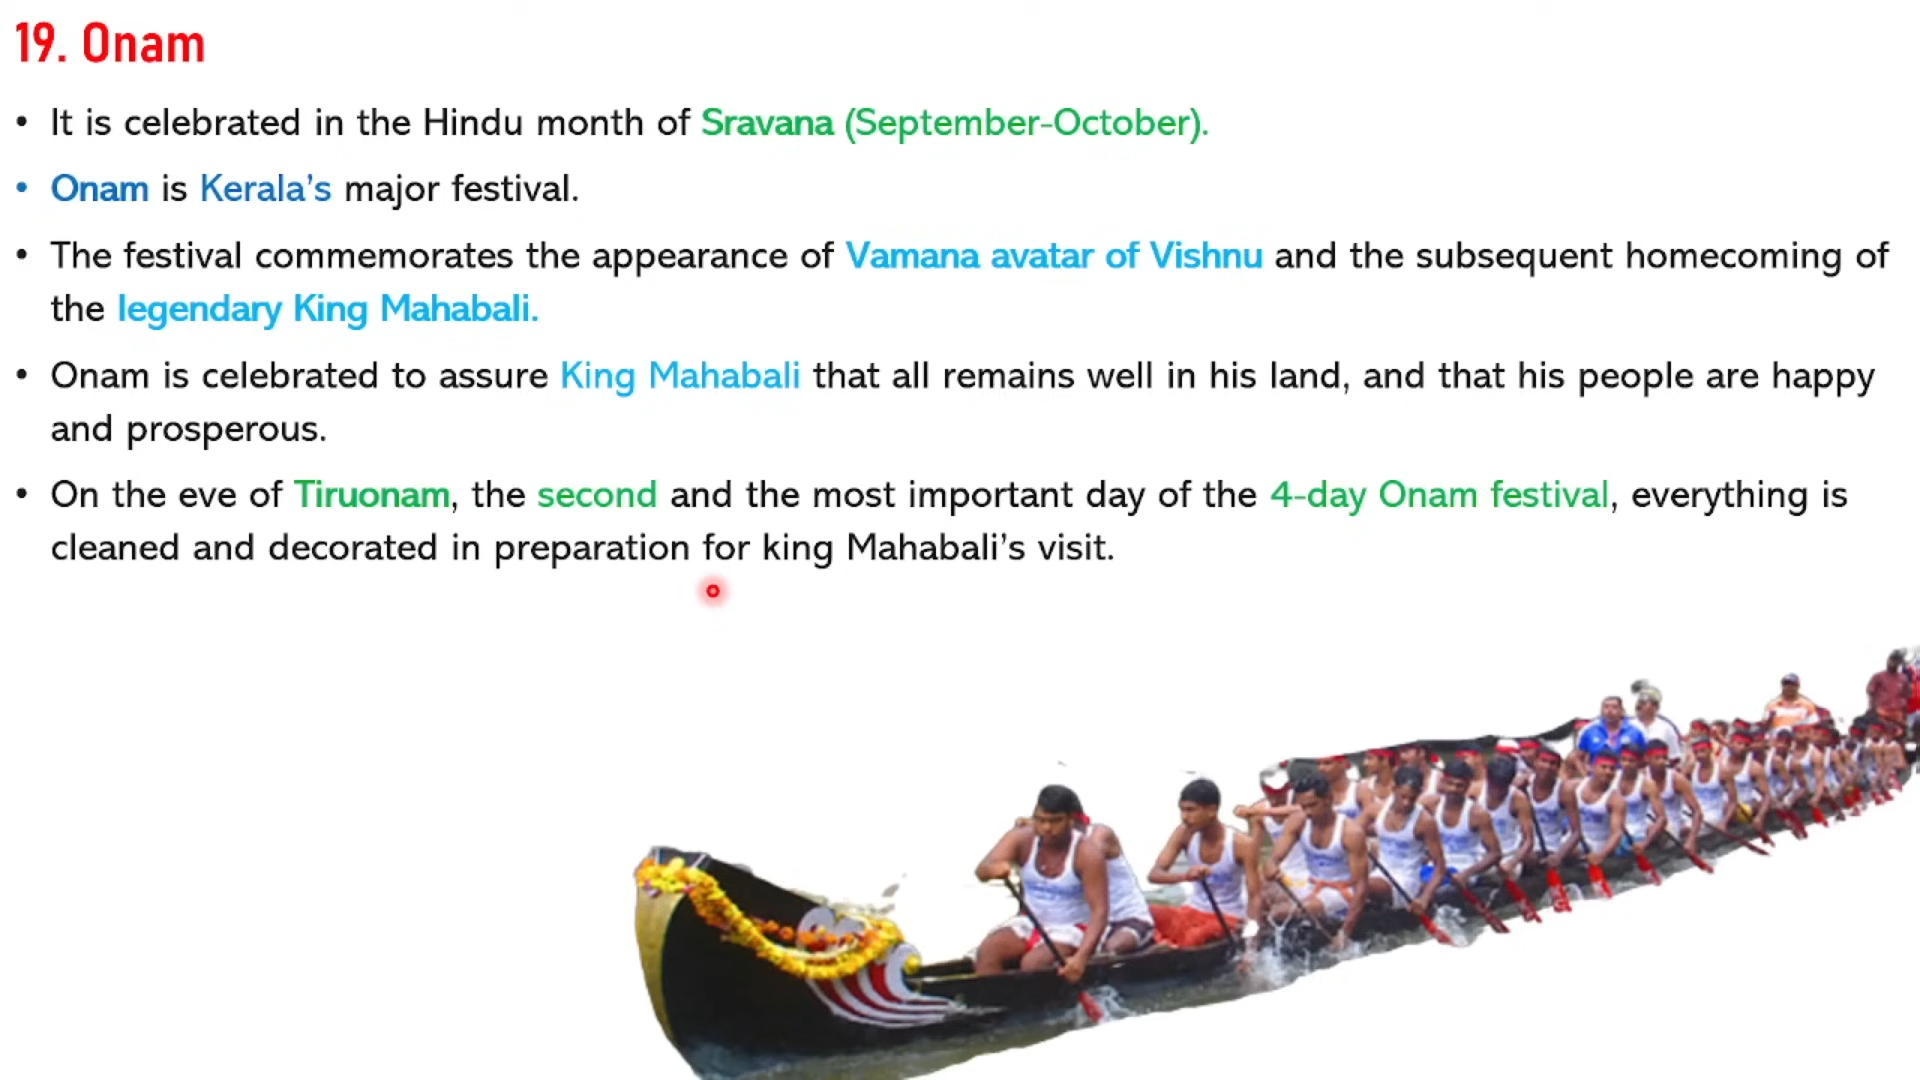 19. Onam
• It is celebrated in the Hindu month of Sravana (September-October).
• Onam is Kerala's major festival.
• The festival commemorates the appearance of Vamana avatar of Vishnu and the subsequent homecoming of
the legendary King Mahabali.
• Onam is celebrated to assure King Mahabali that all remains well in his land, and that his people are happy
and prosperous.
• On the eve of Tiruonam, the second and the most important day of the 4-day Onam festival, everything is
cleaned and decorated in preparation for king Mahabali's visit.